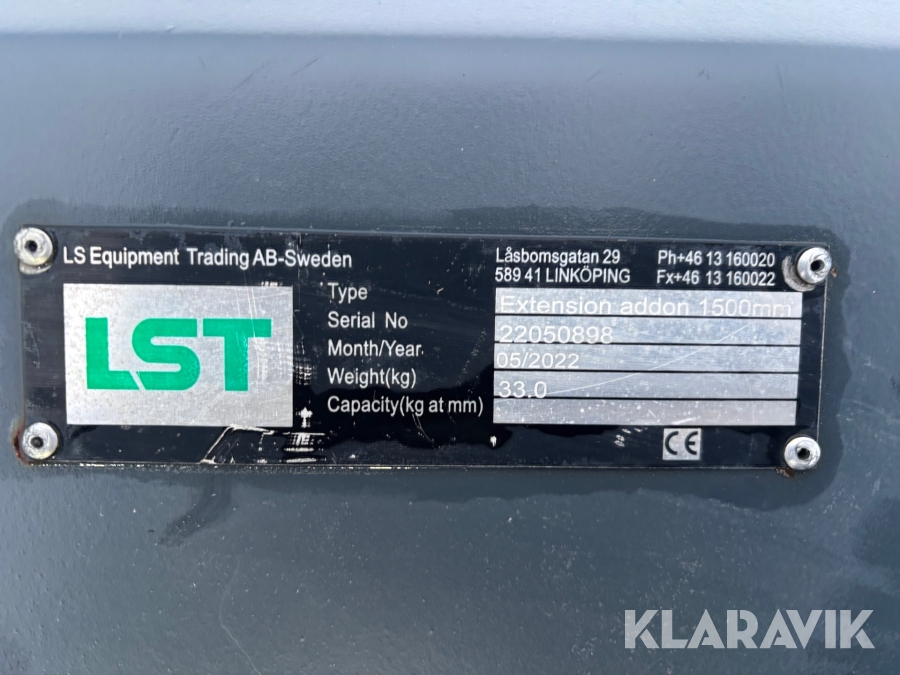 LS Equipment Trading AB-Sweden
Låsbomsgatan 29 Ph+46 13 160020
589 41 LINKÖPING Fx+46 13 160022
LST
Type Extension addon 1500mm
Serial No 22050898
Month/Year 05/2022
Weight(kg) 33.0
Capacity(kg at mm)
CE
KLARAVIK